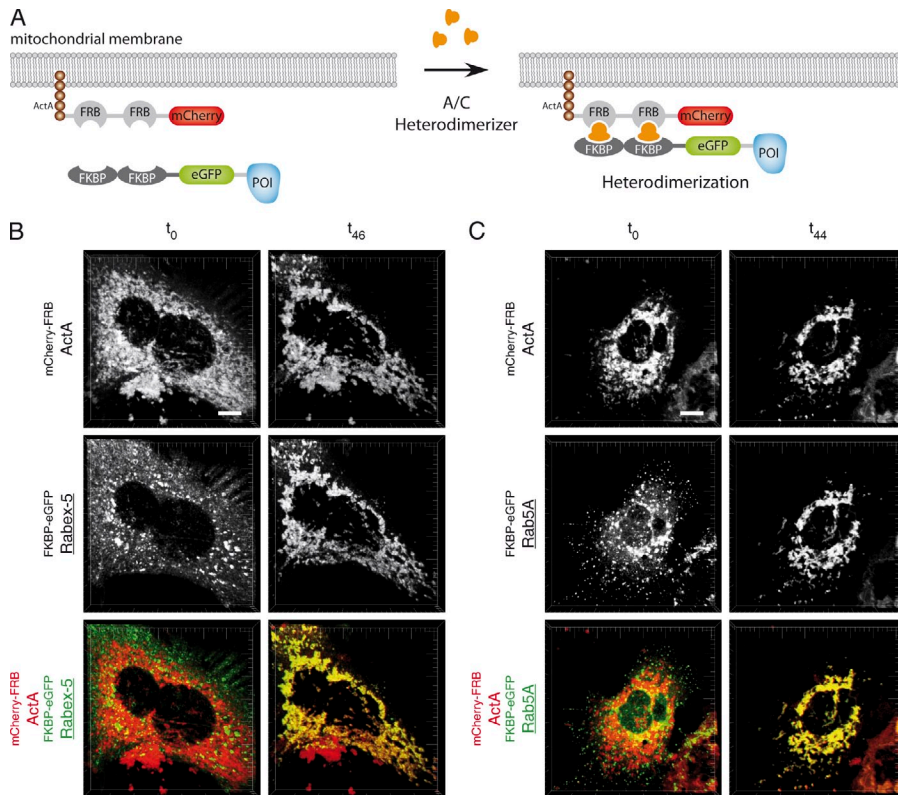 A
mitochondrial membrane
ActA FRB FRB mCherry
FKBP FKBP eGFP POI
A/C
Heterodimerizer
ActA FRB FRB mCherry
FKBP FKBP eGFP POI
Heterodimerization
B
t0
t46
mCherry-FRB
ActA
FKBP-eGFP
Rabex-5
mCherry-FRB
ActA
FKBP-eGFP
Rabex-5
C
t0
t44
mCherry-FRB
ActA
FKBP-eGFP
Rab5A
mCherry-FRB
ActA
FKBP-eGFP
Rab5A